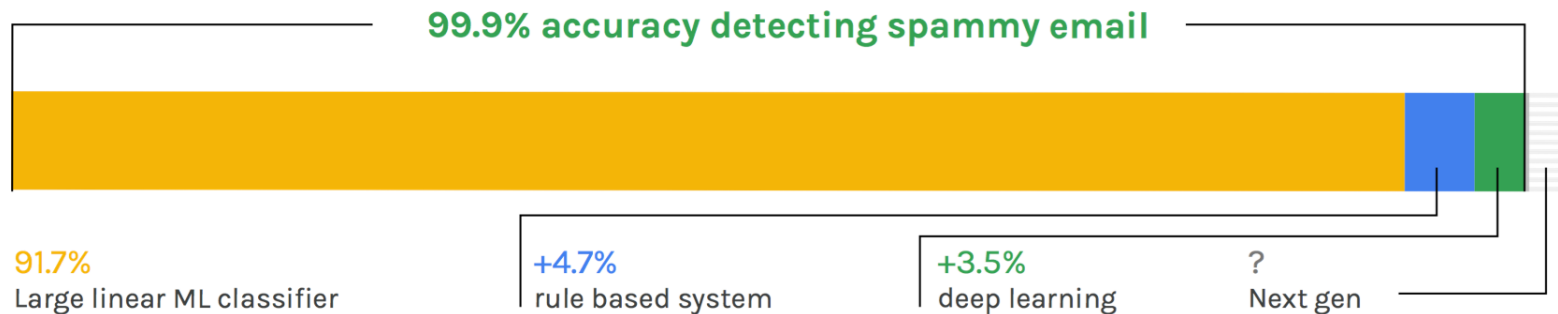 99.9% accuracy detecting spammy email
91.7%
Large linear ML classifier
+4.7%
rule based system
+3.5%
deep learning
?
Next gen